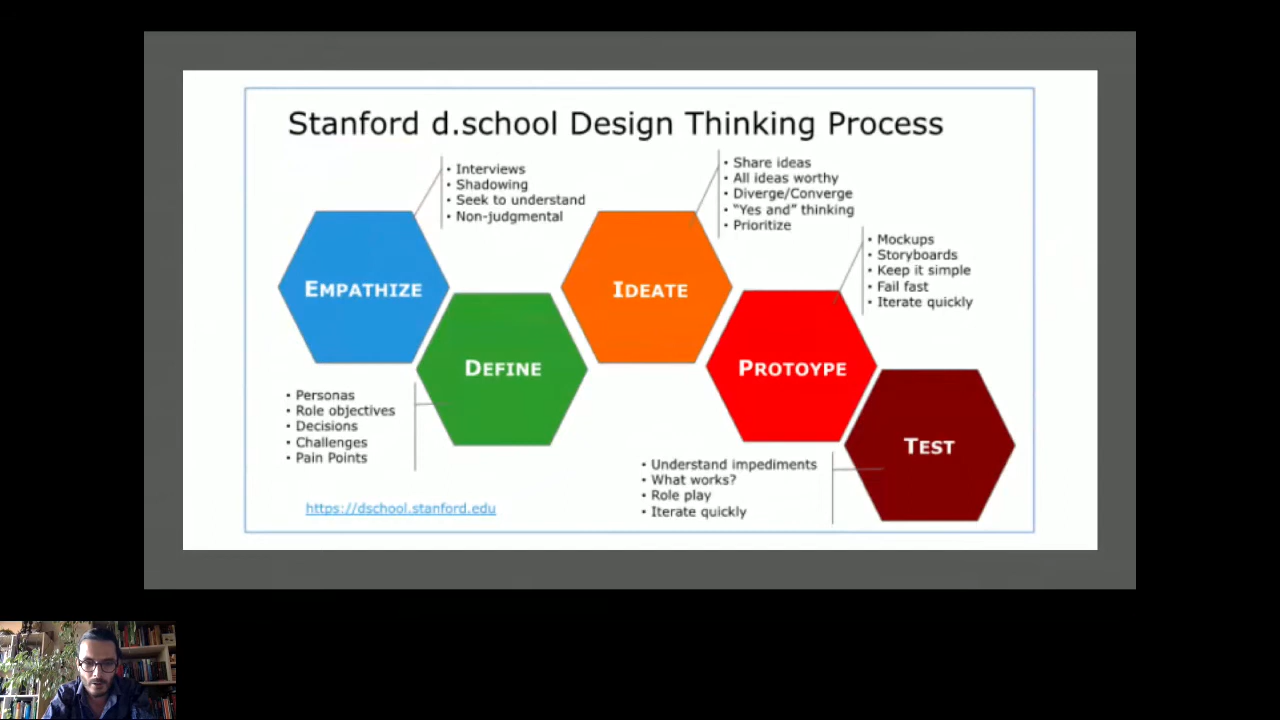 Stanford d.school Design Thinking Process
• Interviews
• Shadowing
• Seek to understand
• Non-judgmental
• Share ideas
• All ideas worthy
• Diverge/Converge
• “Yes and” thinking
• Prioritize
• Mockups
• Storyboards
• Keep it simple
• Fail fast
• Iterate quickly
EMPATHIZE
IDEATE
DEFINE
PROTOYPE
TEST
• Personas
• Role objectives
• Decisions
• Challenges
• Pain Points
• Understand impediments
• What works?
• Role play
• Iterate quickly
https://dschool.stanford.edu